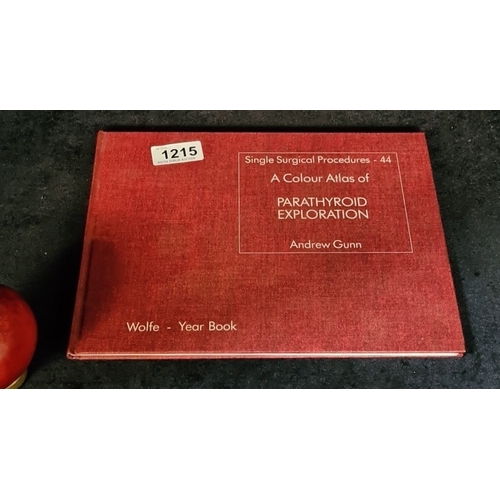 1215
Single Surgical Procedures - 44
A Colour Atlas of
PARATHYROID
EXPLORATION
Andrew Gunn
Wolfe - Year Book